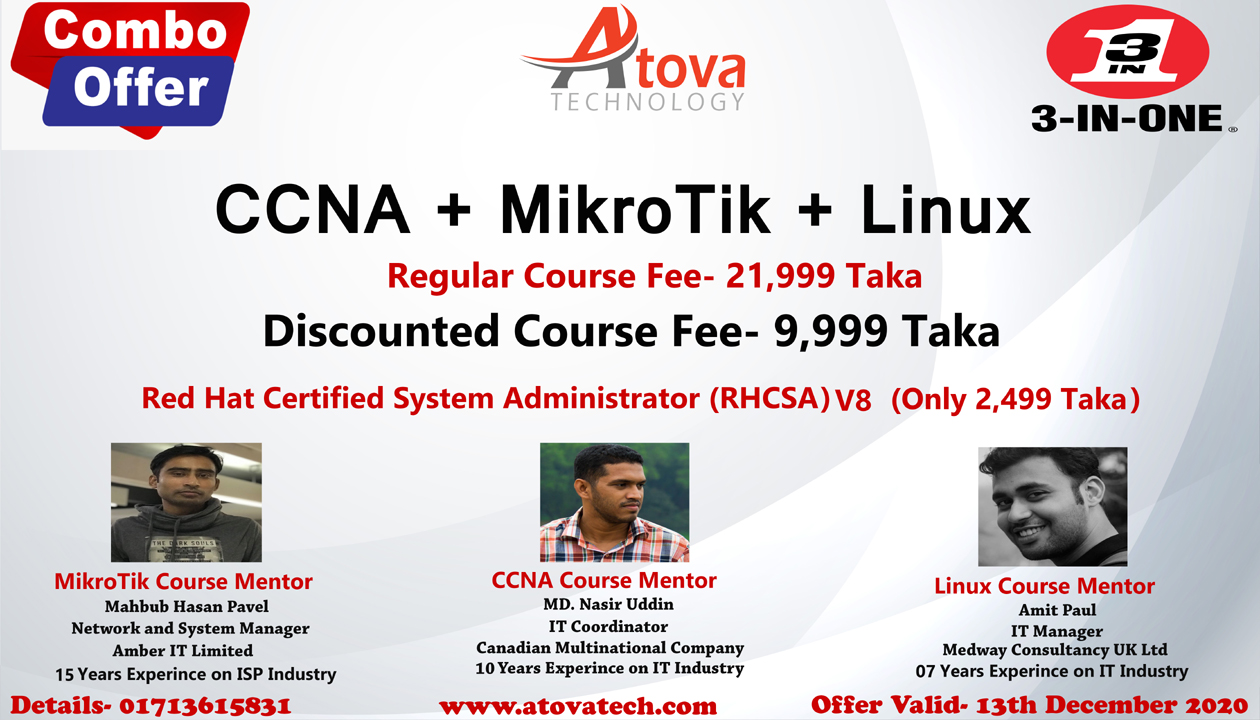 Combo
Offer
Atova
TECHNOLOGY
3
IN
1
3-IN-ONE ®
CCNA + MikroTik + Linux
Regular Course Fee- 21,999 Taka
Discounted Course Fee- 9,999 Taka
Red Hat Certified System Administrator (RHCSA) V8 (Only 2,499 Taka)
THE DARK SOULS
MikroTik Course Mentor
Mahbub Hasan Pavel
Network and System Manager
Amber IT Limited
15 Years Experince on ISP Industry
CCNA Course Mentor
MD. Nasir Uddin
IT Coordinator
Canadian Multinational Company
10 Years Experince on IT Industry
Linux Course Mentor
Amit Paul
IT Manager
Medway Consultancy UK Ltd
07 Years Experince on IT Industry
Details- 01713615831
www.atovatech.com
Offer Valid- 13th December 2020